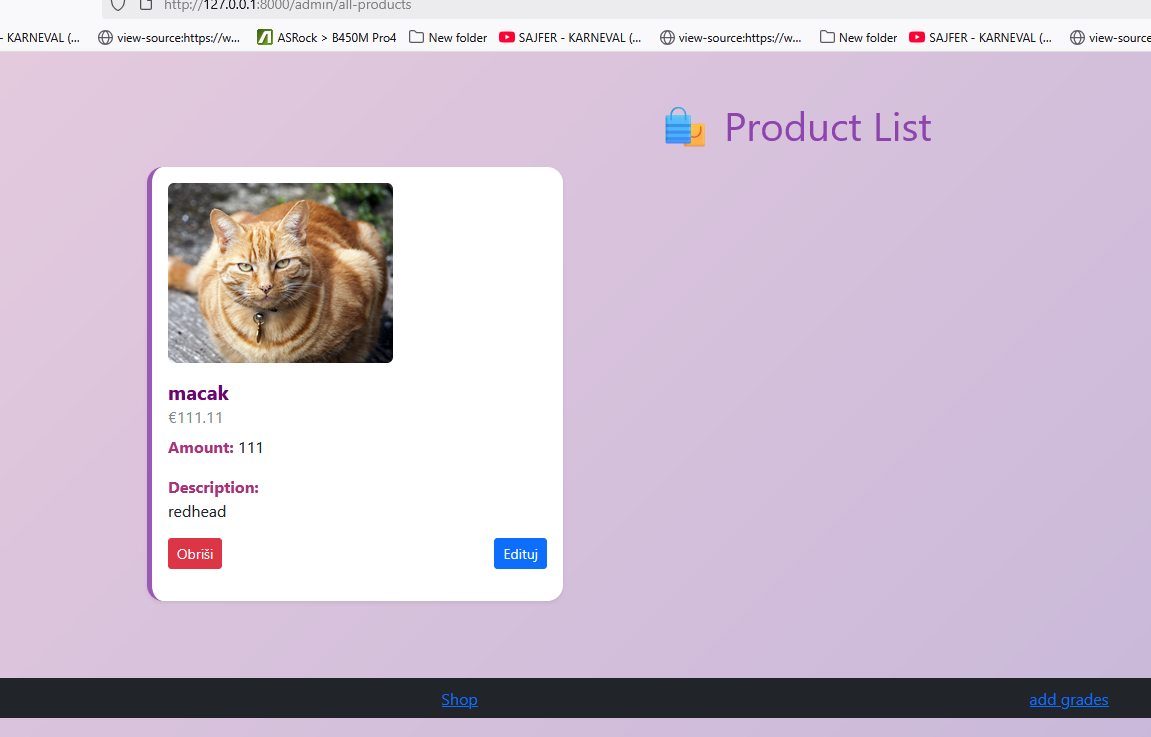 http://127.0.0.1:8000/admin/all-products
- KARNEVAL (... view-source:https://w... ASRock > B450M Pro4 New folder SAJFER - KARNEVAL (... view-source:https://w... New folder SAJFER - KARNEVAL (... view-source
Product List
macak
€111.11
Amount: 111
Description:
redhead
Obriši Edituj
Shop add grades